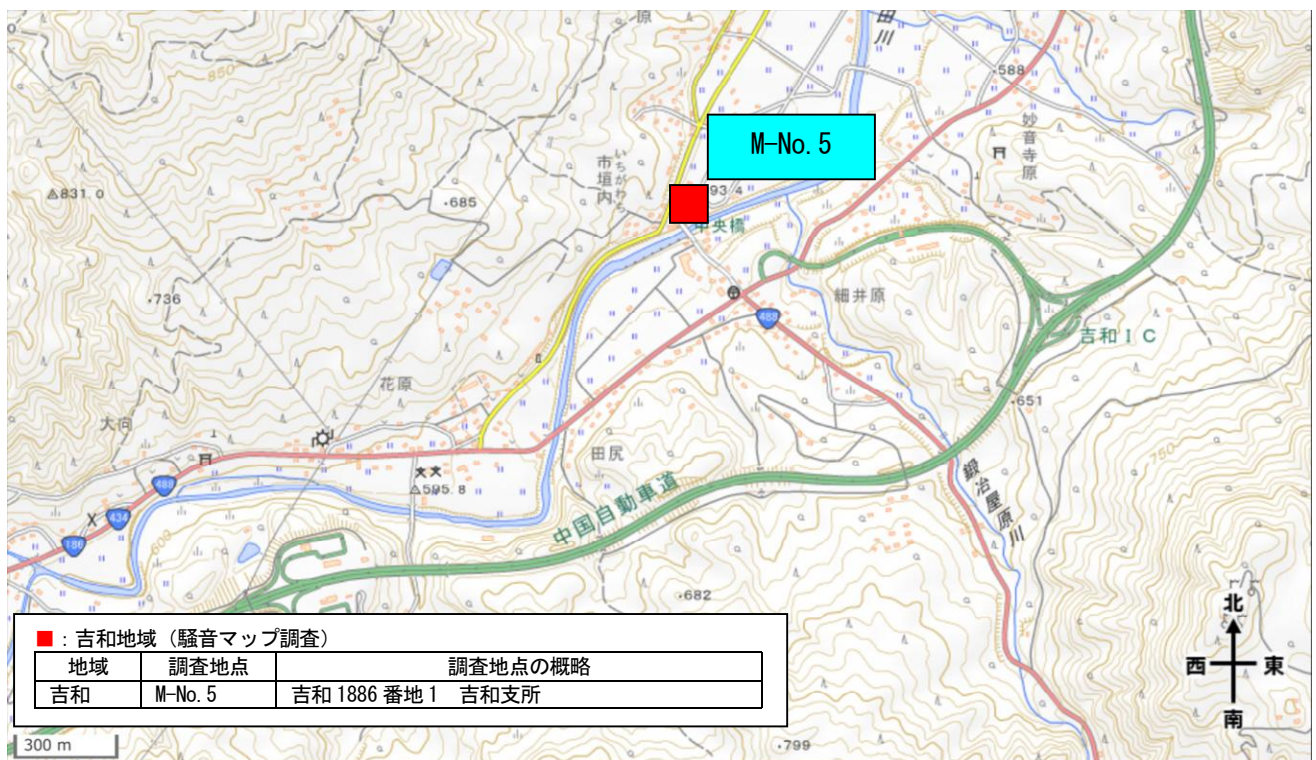 原
田川
850
588
妙音寺原
M-No. 5
いちがうち
市垣内
831.0
685
93.4
中央橋
736
細井原
488
吉和IC
花原
651
大向
田尻
750
488
文文
595.8
鍛冶屋原川
434
X
中国自動車道
186
600
682
■：吉和地域（騒音マップ調査）
地域 調査地点 調査地点の概略
吉和 M-No. 5 吉和 1886 番地 1 吉和支所
北
西 東
南
300 m
799